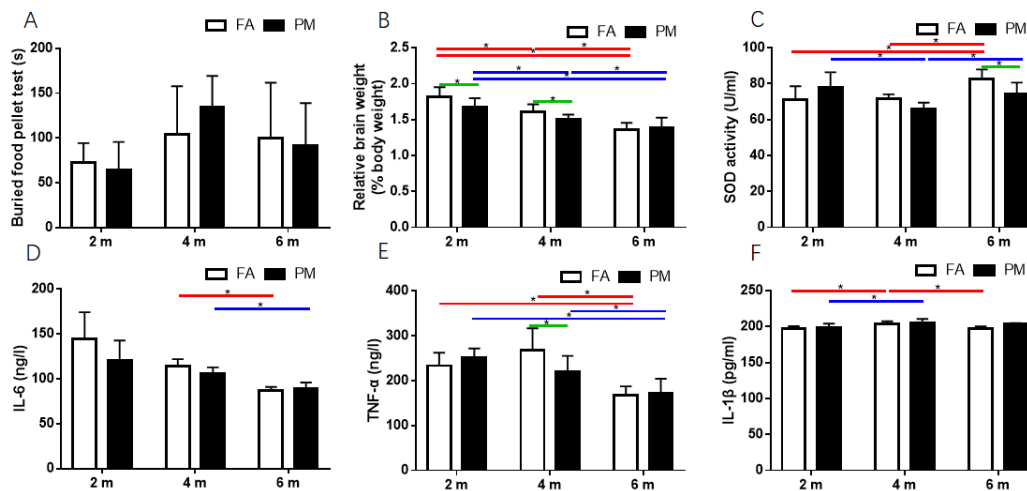 A
FA PM
Buried food pellet test (s)
200
150
100
50
0
2 m 4 m 6 m
B
FA PM
Relative brain weight
(% body weight)
2.5
2.0
1.5
1.0
0.5
0.0
* * * * * * * *
2 m 4 m 6 m
C
FA PM
SOD activity (U/ml)
100
80
60
40
20
0
* * * * *
2 m 4 m 6 m
D
FA PM
IL-6 (ng/l)
200
150
100
50
0
* *
2 m 4 m 6 m
E
FA PM
TNF-α (ng/l)
400
300
200
100
0
* * * * *
2 m 4 m 6 m
F
FA PM
IL-1β (pg/ml)
250
200
150
100
50
0
* * *
2 m 4 m 6 m